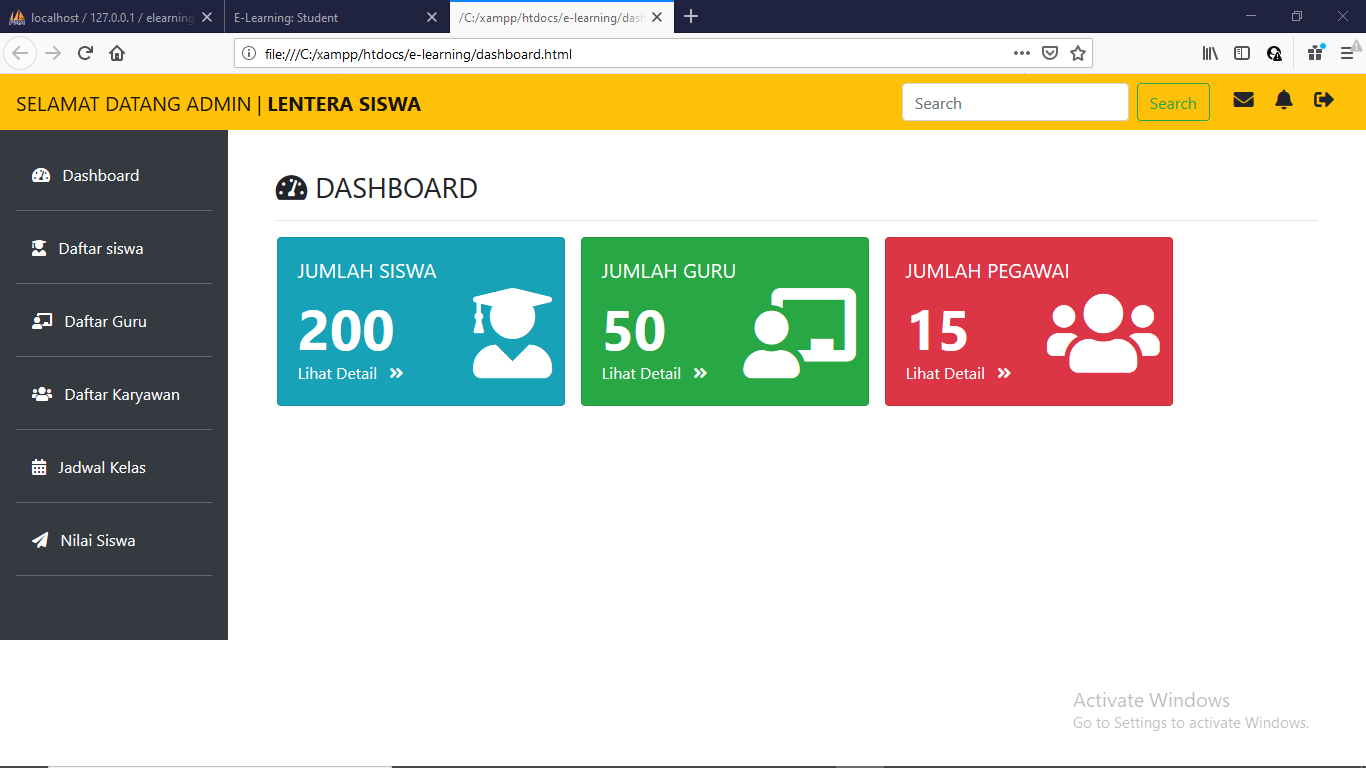 localhost / 127.0.0.1 / elearning
E-Learning: Student
/C:/xampp/htdocs/e-learning/dash
file:///C:/xampp/htdocs/e-learning/dashboard.html
SELAMAT DATANG ADMIN | LENTERA SISWA
Search
Search
Dashboard
Daftar siswa
Daftar Guru
Daftar Karyawan
Jadwal Kelas
Nilai Siswa
DASHBOARD
JUMLAH SISWA
200
Lihat Detail
JUMLAH GURU
50
Lihat Detail
JUMLAH PEGAWAI
15
Lihat Detail
Activate Windows
Go to Settings to activate Windows.